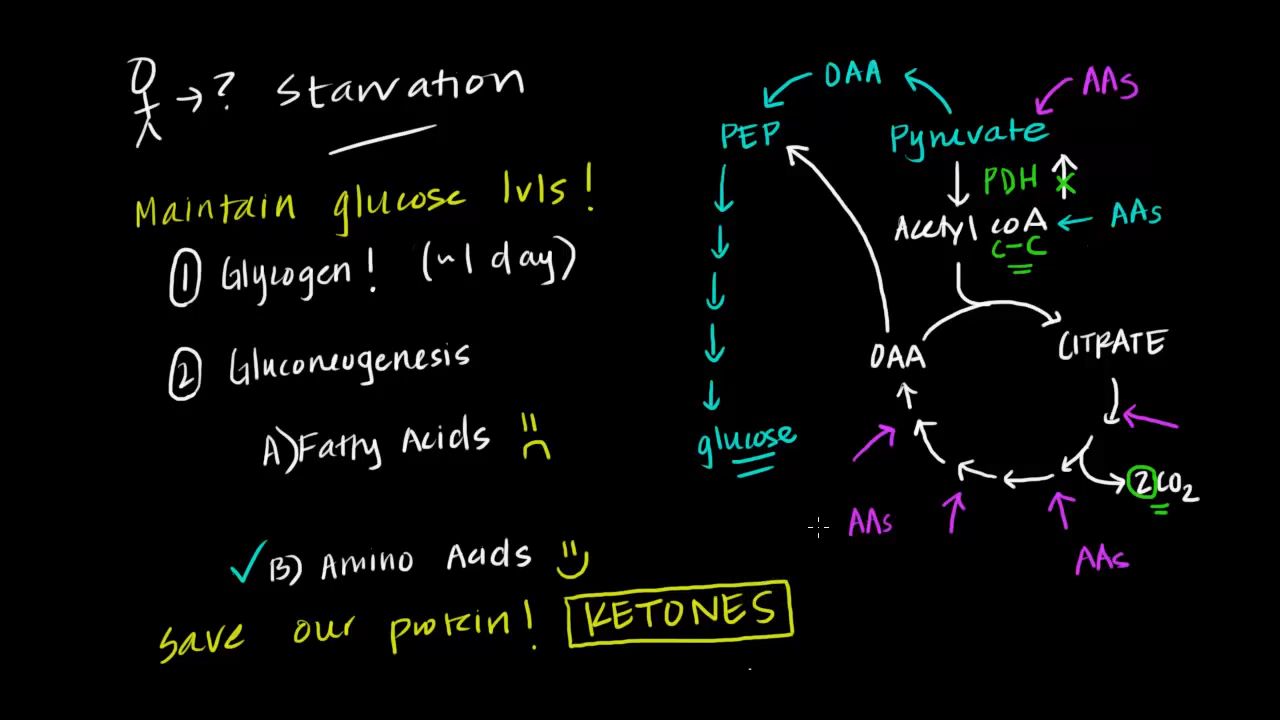 →? Starvation
Maintain glucose lvls!
① Glycogen! (~1 day)
② Gluconeogenesis
A) Fatty Acids
✓ B) Amino Acids
save our protein! KETONES
OAA
AAs
PEP
Pyruvate
PDH
Acetyl coA
AAs
C-C
OAA
CITRATE
glucose
2CO₂
AAs
AAs